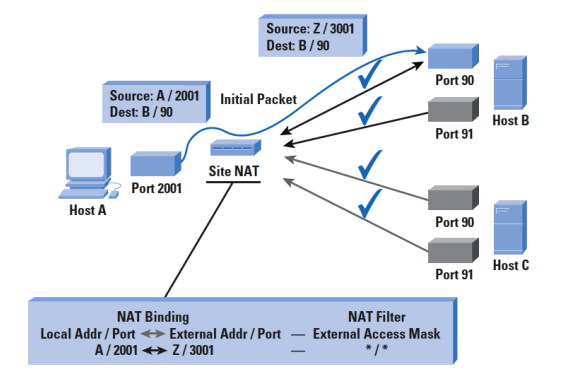 Source: Z / 3001
Dest: B / 90
Source: A / 2001
Dest: B / 90
Initial Packet
Port 90
Port 91
Host B
Site NAT
Port 2001
Host A
Port 90
Port 91
Host C
NAT Binding NAT Filter
Local Addr / Port External Addr / Port — External Access Mask
A / 2001 Z / 3001 — * / *